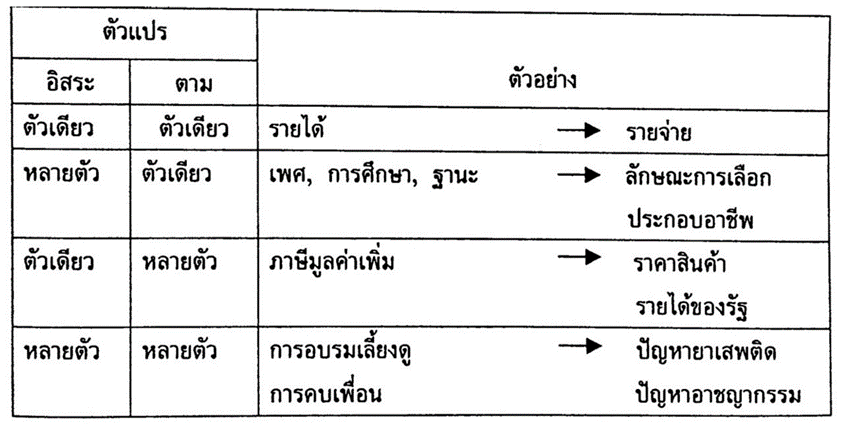 ตัวแปร
ตัวอย่าง
อิสระ ตาม
ตัวเดียว ตัวเดียว รายได้ → รายจ่าย
หลายตัว ตัวเดียว เพศ, การศึกษา, ฐานะ → ลักษณะการเลือก
ประกอบอาชีพ
ตัวเดียว หลายตัว ภาษีมูลค่าเพิ่ม → ราคาสินค้า
รายได้ของรัฐ
หลายตัว หลายตัว การอบรมเลี้ยงดู → ปัญหายาเสพติด
การคบเพื่อน ปัญหาอาชญากรรม